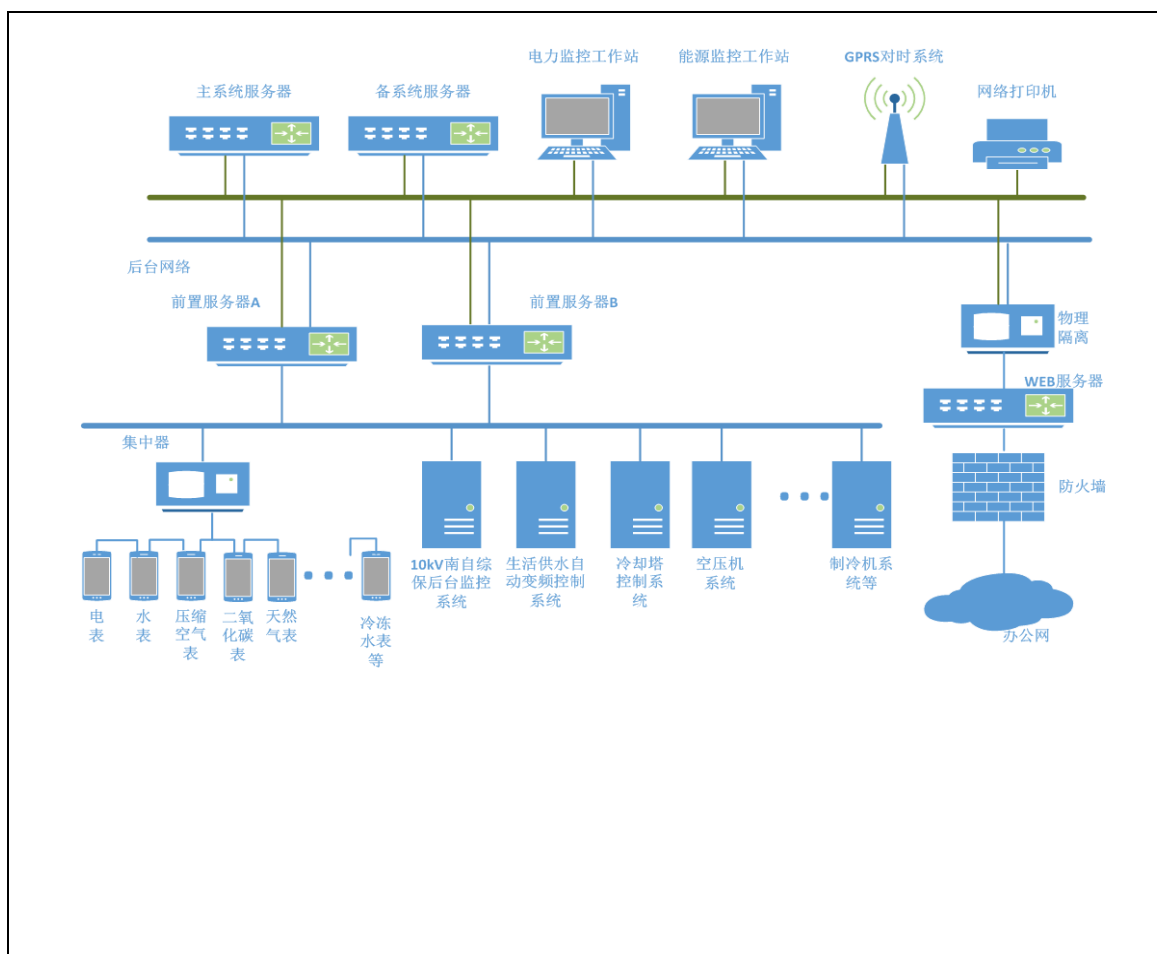 电力监控工作站
能源监控工作站
GPRS对时系统
主系统服务器
备系统服务器
网络打印机
后台网络
前置服务器A
前置服务器B
物理
隔离
WEB服务器
集中器
防火墙
10kV南自综
保后台监控
系统
生活供水自
动变频控制
系统
冷却塔
控制系
统
空压机
系统
制冷机系
统等
电
表
水
表
压缩
空气
表
二氧
化碳
表
天然
气表
冷冻
水表
等
办公网